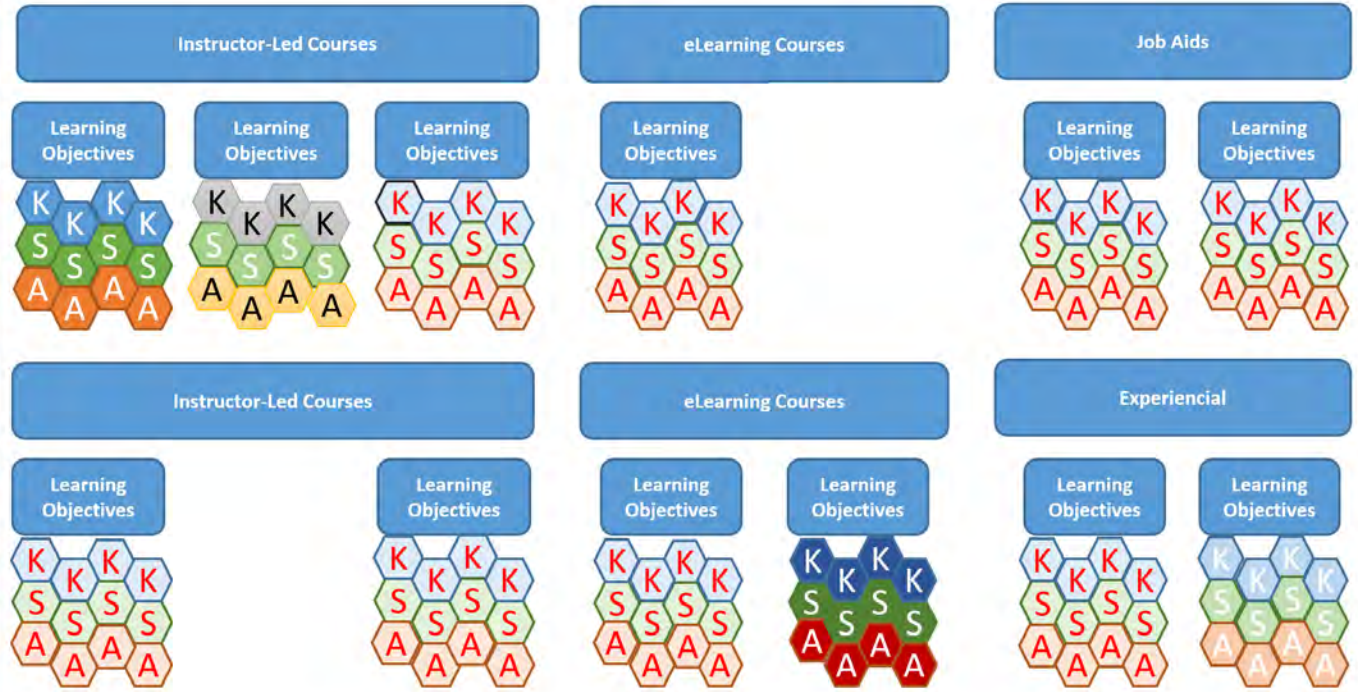 Instructor-Led Courses
eLearning Courses
Job Aids
Learning
Objectives
Learning
Objectives
Learning
Objectives
Learning
Objectives
Learning
Objectives
Learning
Objectives
K K K K
S S S S
A A A A
K K K K
S S S S
A A A A
K K K K
S S S S
A A A A
K K K K
S S S S
A A A A
K K K K
S S S S
A A A A
K K K K
S S S S
A A A A
Instructor-Led Courses
eLearning Courses
Experiencial
Learning
Objectives
Learning
Objectives
Learning
Objectives
Learning
Objectives
Learning
Objectives
Learning
Objectives
K K K K
S S S S
A A A A
K K K K
S S S S
A A A A
K K K K
S S S S
A A A A
K K K K
S S S S
A A A A
K K K K
S S S S
A A A A
K K K K
S S S S
A A A A